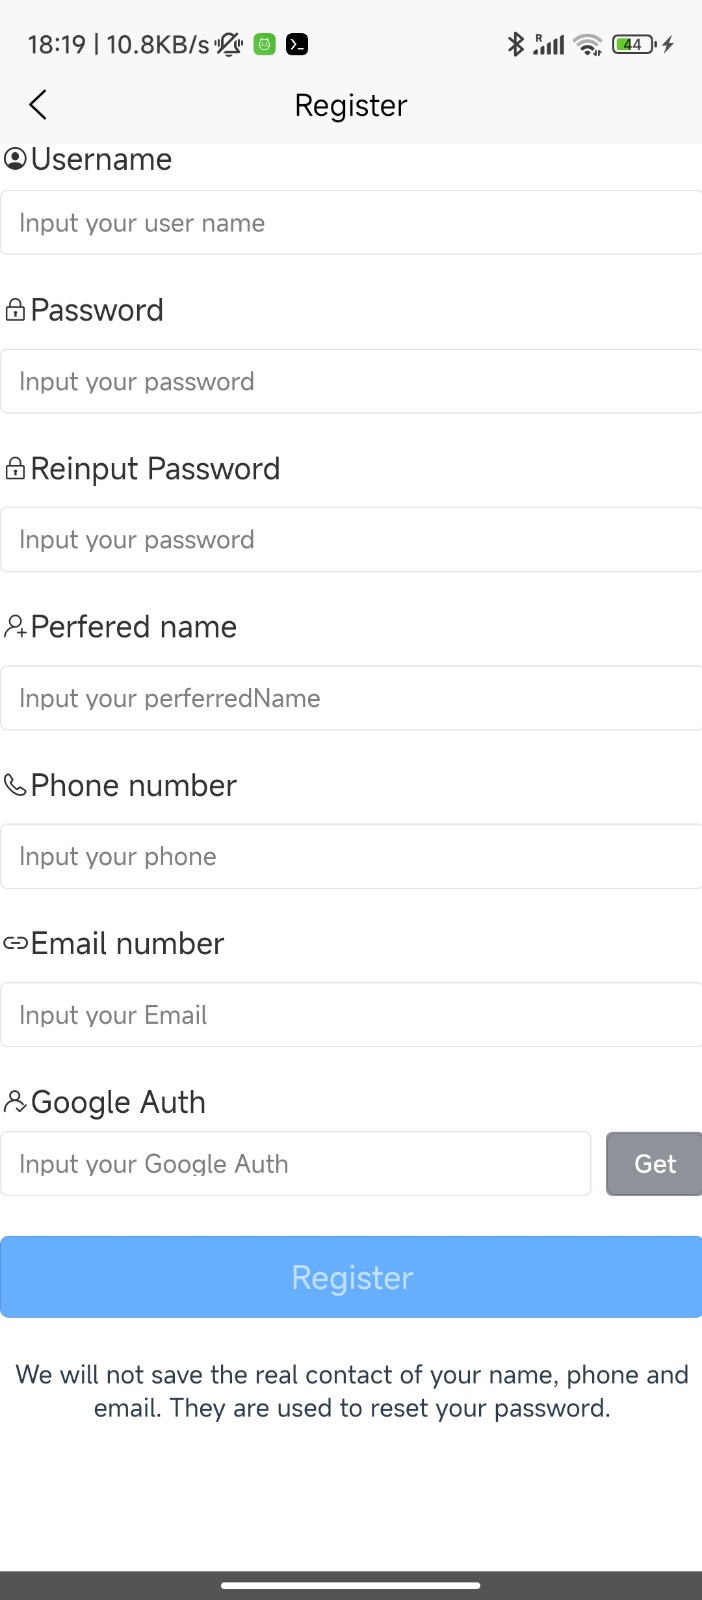 18:19 | 10.8KB/s
R
44
Register
Username
Input your user name
Password
Input your password
Reinput Password
Input your password
Perfered name
Input your perferredName
Phone number
Input your phone
Email number
Input your Email
Google Auth
Input your Google Auth
Get
Register
We will not save the real contact of your name, phone and
email. They are used to reset your password.